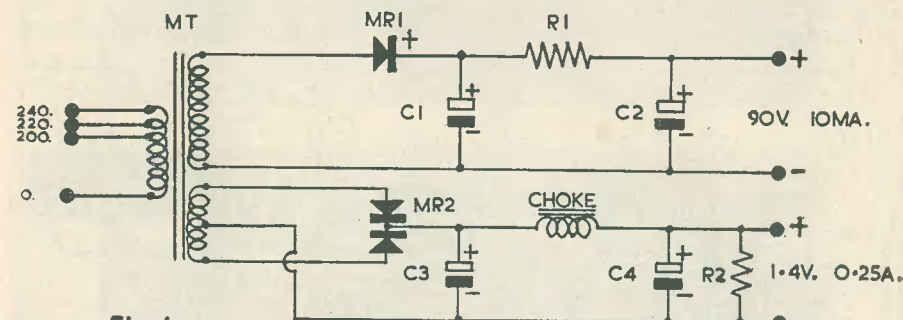 MT
MR1
+
R1
+
240.
220.
200.
0.
+
C1
-
+
C2
-
90V. 10MA.
-
MR2
CHOKE
+
+
C3
-
+
C4
-
R2
1·4V. 0·25A.